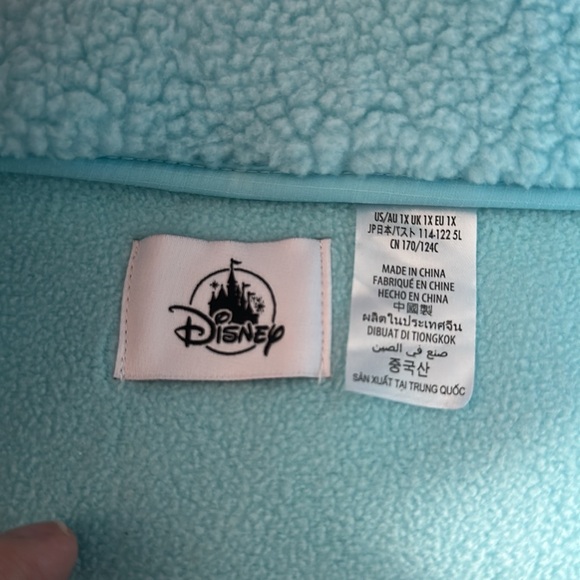 Disney
US/AU 1X UK 1X EU 1X
JP日本バスト 114-122 5L
CN 170/124C
MADE IN CHINA
FABRIQUÉ EN CHINE
HECHO EN CHINA
中國製
ผลิตในประเทศจีน
DIBUAT DI TIONGKOK
صنع في الصين
중국산
SẢN XUẤT TẠI TRUNG QUỐC